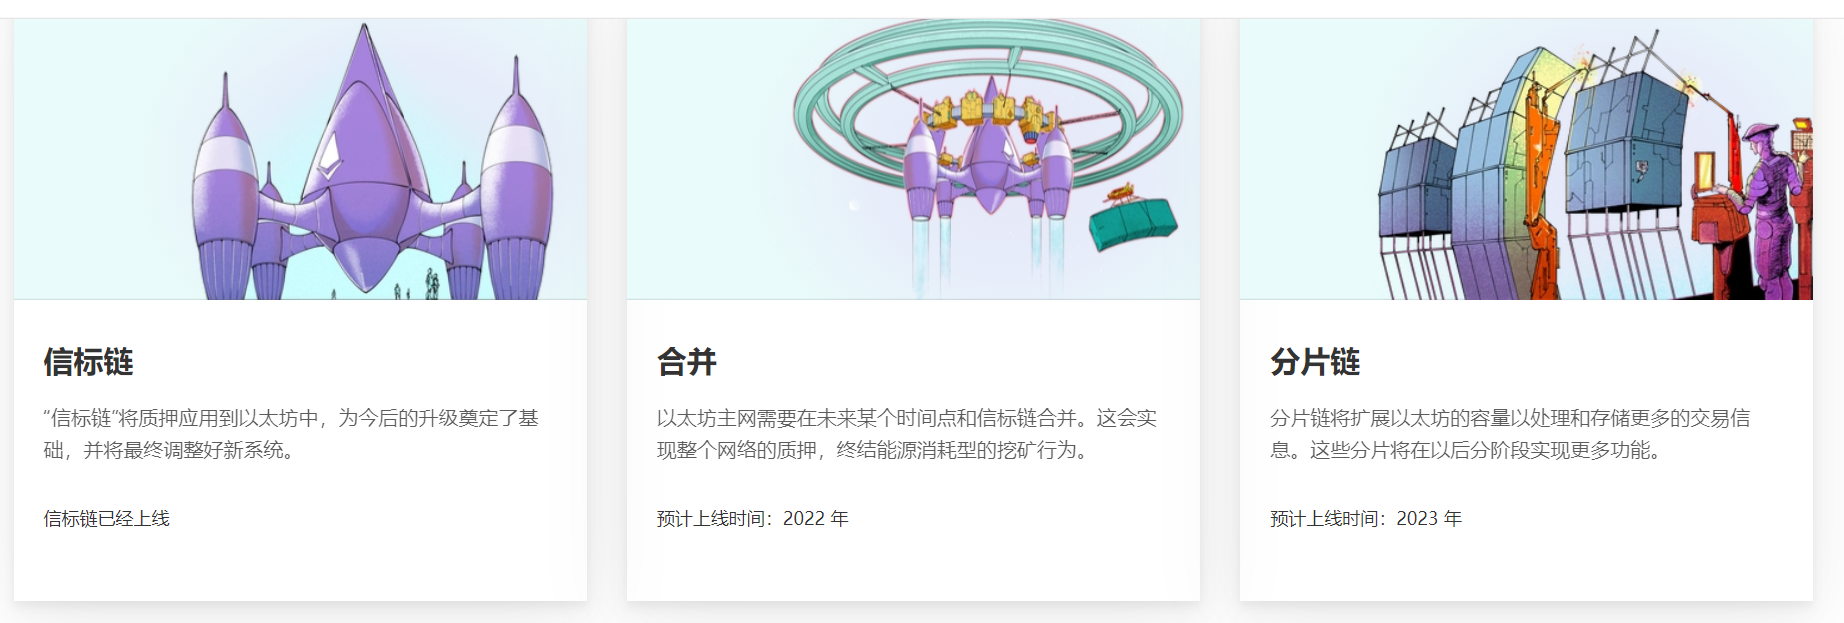 信标链
“信标链”将质押应用到以太坊中，为今后的升级奠定了基
础，并将最终调整好新系统。
信标链已经上线
合并
以太坊主网需要在未来某个时间点和信标链合并。这会实
现整个网络的质押，终结能源消耗型的挖矿行为。
预计上线时间：2022 年
分片链
分片链将扩展以太坊的容量以处理和存储更多的交易信
息。这些分片将在以后分阶段实现更多功能。
预计上线时间：2023 年